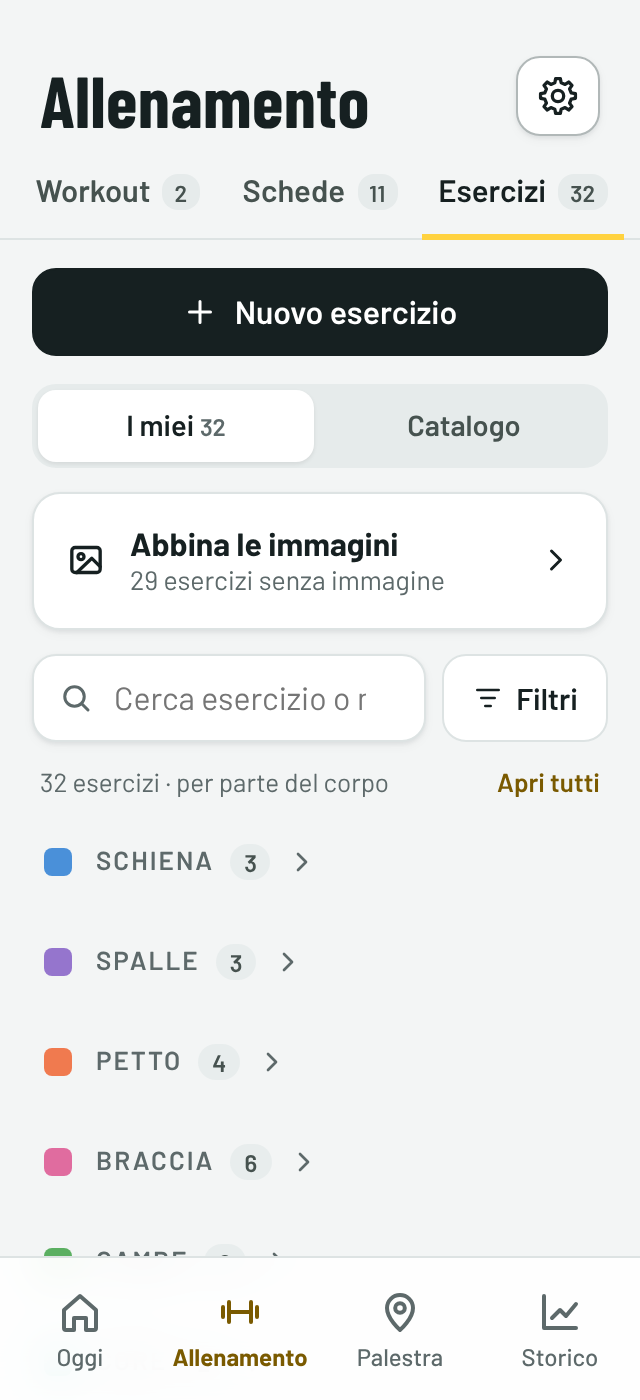 Allenamento
Workout 2 Schede 11 Esercizi 32
+ Nuovo esercizio
I miei 32 Catalogo
Abbina le immagini
29 esercizi senza immagine
Cerca esercizio o r Filtri
32 esercizi · per parte del corpo Apri tutti
SCHIENA 3
SPALLE 3
PETTO 4
BRACCIA 6
Oggi Allenamento Palestra Storico